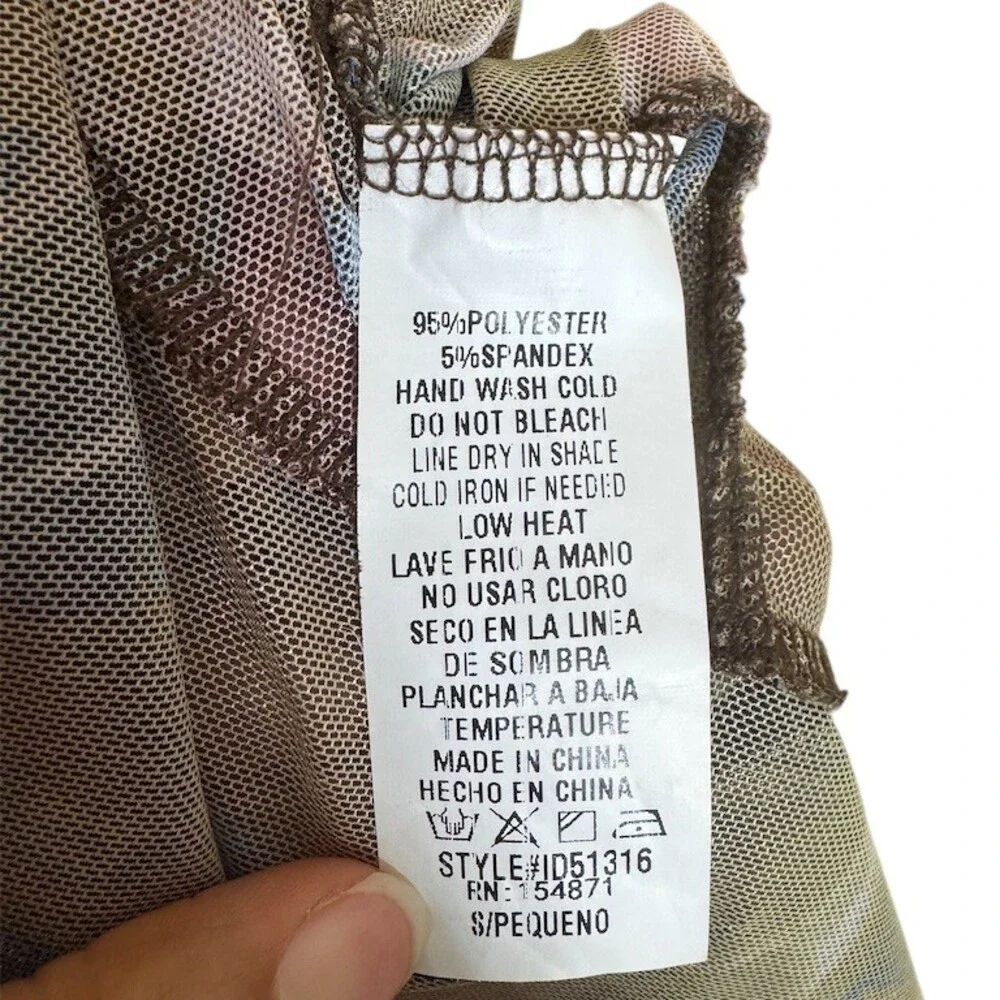 95%POLYESTER
5%SPANDEX
HAND WASH COLD
DO NOT BLEACH
LINE DRY IN SHADE
COLD IRON IF NEEDED
LOW HEAT
LAVE FRIO A MANO
NO USAR CLORO
SECO EN LA LINEA
DE SOMBRA
PLANCHAR A BAJA
TEMPERATURE
MADE IN CHINA
HECHO EN CHINA
STYLE#ID51316
RN: 154871
S/PEQUENO